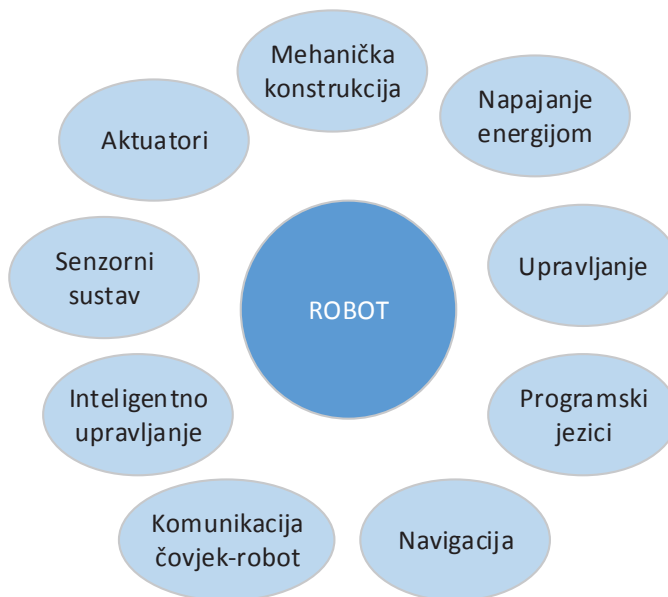 Mehanička
konstrukcija
Napajanje
energijom
Aktuatori
Upravljanje
Senzorni
sustav
ROBOT
Programski
jezici
Inteligentno
upravljanje
Komunikacija
čovjek-robot
Navigacija